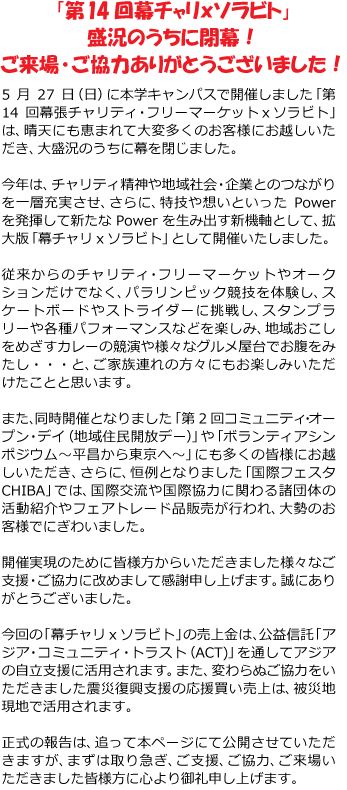 「第14回幕チャリxソラビト」
盛況のうちに閉幕！
ご来場・ご協力ありがとうございました！
5 月 27 日（日）に本学キャンパスで開催しました「第
14 回幕張チャリティ・フリーマーケット x ソラビト」
は、晴天にも恵まれて大変多くのお客様にお越しいた
だき、大盛況のうちに幕を閉じました。
今年は、チャリティ精神や地域社会・企業とのつながり
を一層充実させ、さらに、特技や想いといった Power
を発揮して新たな Power を生み出す新機軸として、拡
大版「幕チャリ x ソラビト」として開催いたしました。
従来からのチャリティ・フリーマーケットやオーク
ションだけでなく、パラリンピック競技を体験し、ス
ケートボードやストライダーに挑戦し、スタンプラ
リーや各種パフォーマンスなどを楽しみ、地域おこし
をめざすカレーの競演や様々なグルメ屋台でお腹をみ
たし・・・と、ご家族連れの方々にもお楽しみいただ
けたことと思います。
また、同時開催となりました「第 2 回コミュニティ・オー
プン・デイ（地域住民開放デー）」や「ボランティアシン
ポジウム～平昌から東京へ～」にも多くの皆様にお越
しいただき、さらに、恒例となりました「国際フェスタ
CHIBA」では、国際交流や国際協力に関わる諸団体の
活動紹介やフェアトレード品販売が行われ、大勢のお
客様でにぎわいました。
開催実現のために皆様方からいただきました様々なご
支援・ご協力に改めまして感謝申し上げます。誠にあり
がとうございました。
今回の「幕チャリ x ソラビト」の売上金は、公益信託「ア
ジア・コミュニティ・トラスト（ACT）」を通してアジア
の自立支援に活用されます。また、変わらぬご協力をい
ただきました震災復興支援の応援買い売上は、被災地
現地で活用されます。
正式の報告は、追って本ページにて公開させていただ
きますが、まずは取り急ぎ、ご支援、ご協力、ご来場い
ただきました皆様方に心より御礼申し上げます。